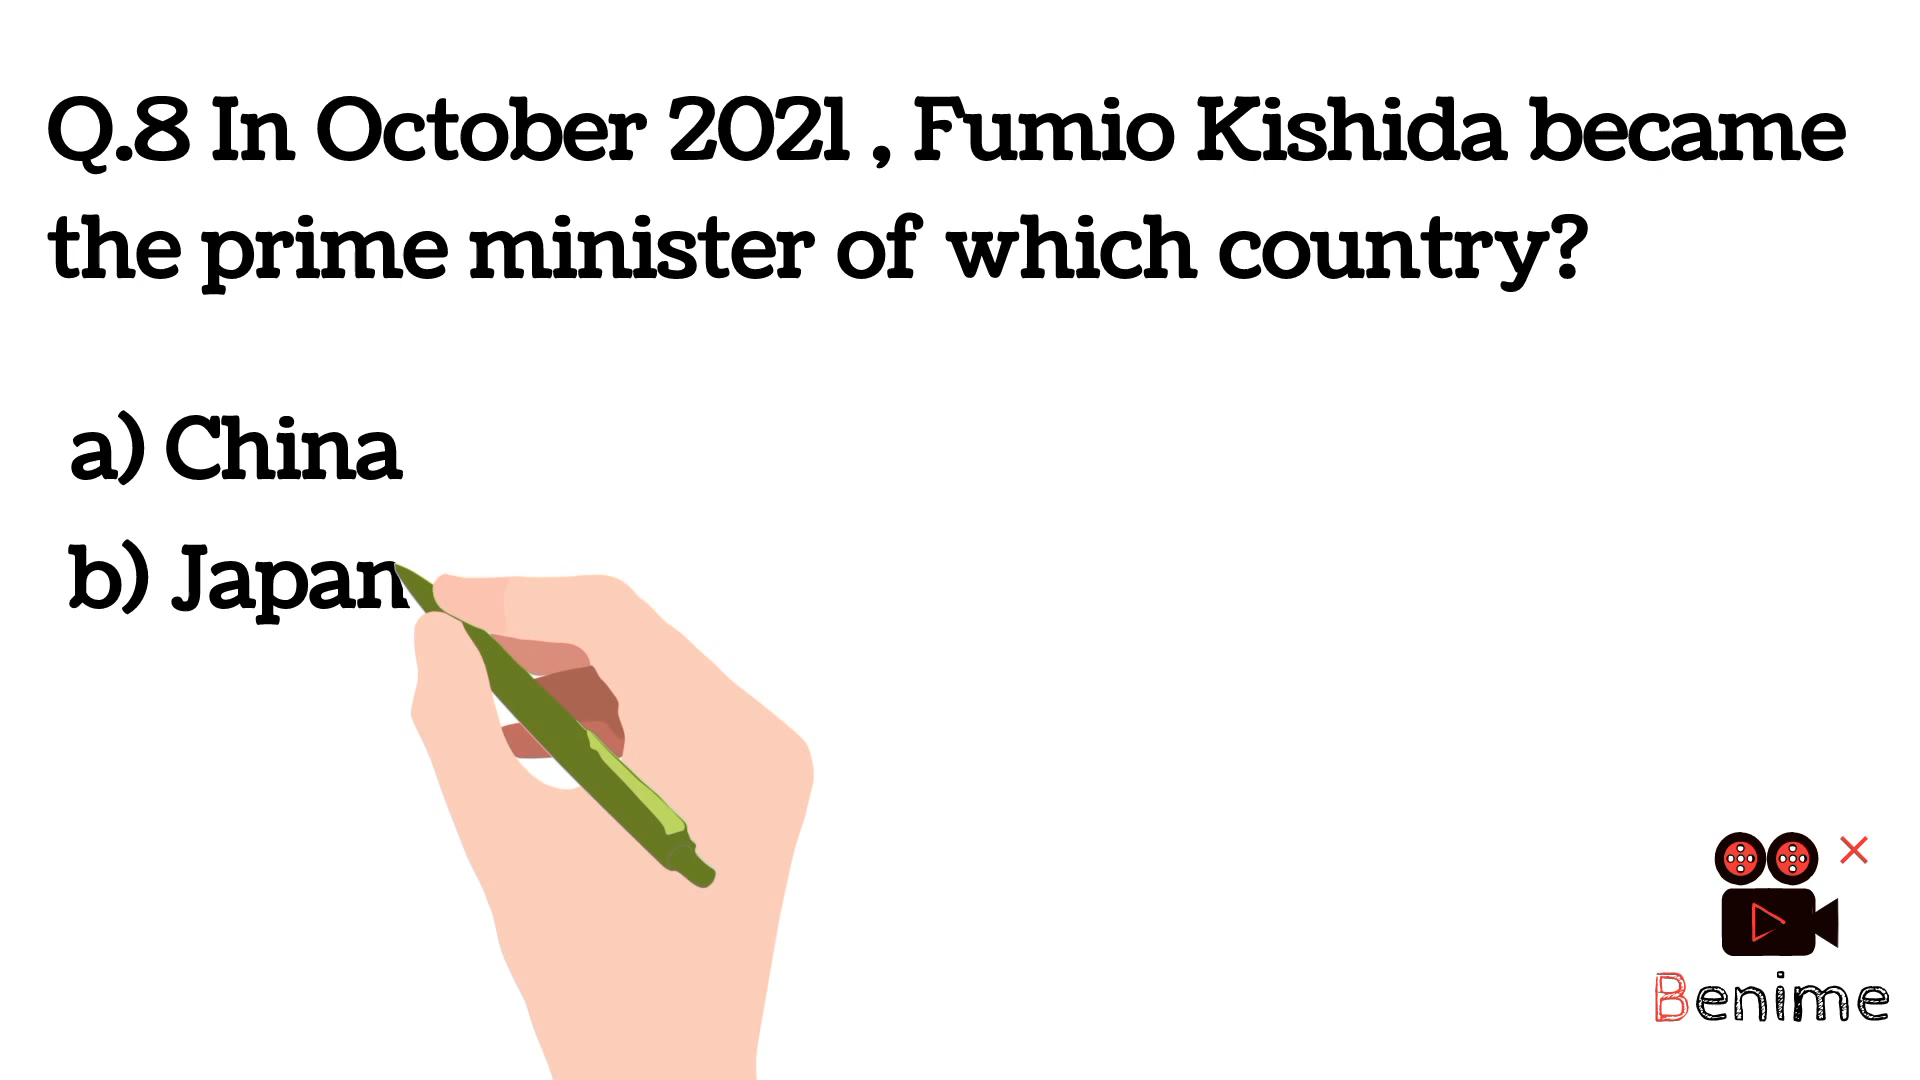 Q.8 In October 2021 , Fumio Kishida became
the prime minister of which country?
a) China
b) Japan
Benime